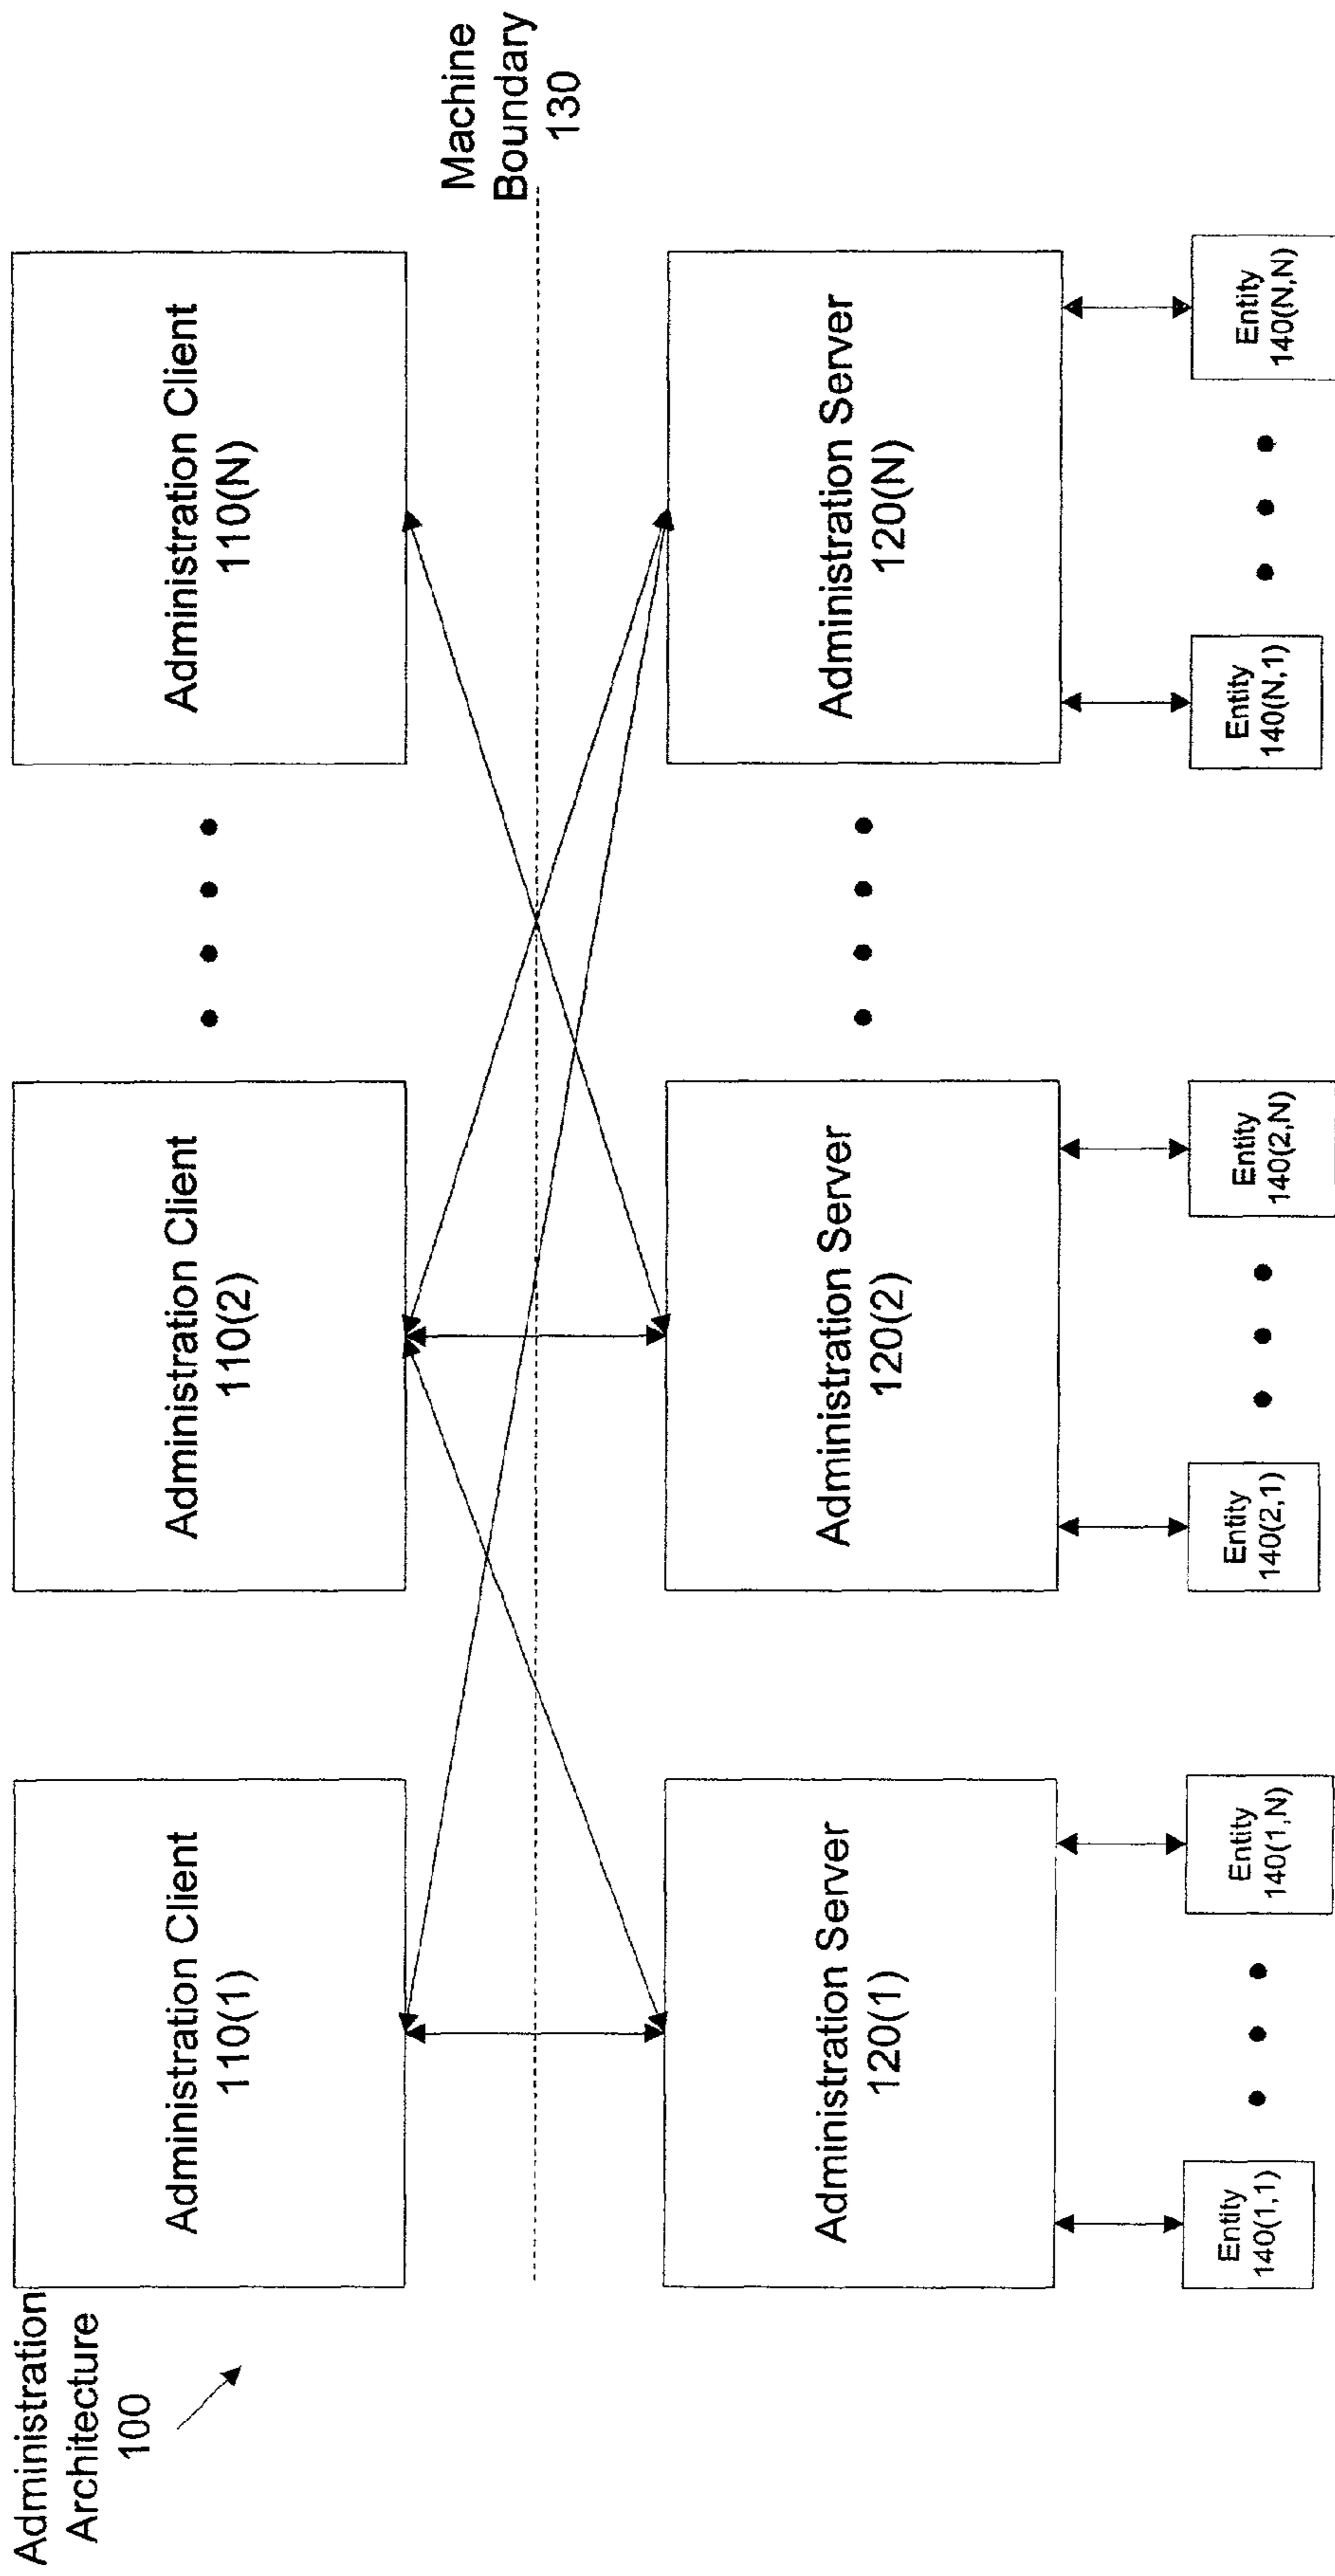 Administration
Architecture
100
Administration Client
110(1)
Administration Client
110(2)
Administration Client
110(N)
Machine
Boundary
130
Administration Server
120(1)
Administration Server
120(2)
Administration Server
120(N)
Entity
140(1,1)
Entity
140(1,N)
Entity
140(2,1)
Entity
140(2,N)
Entity
140(N,1)
Entity
140(N,N)